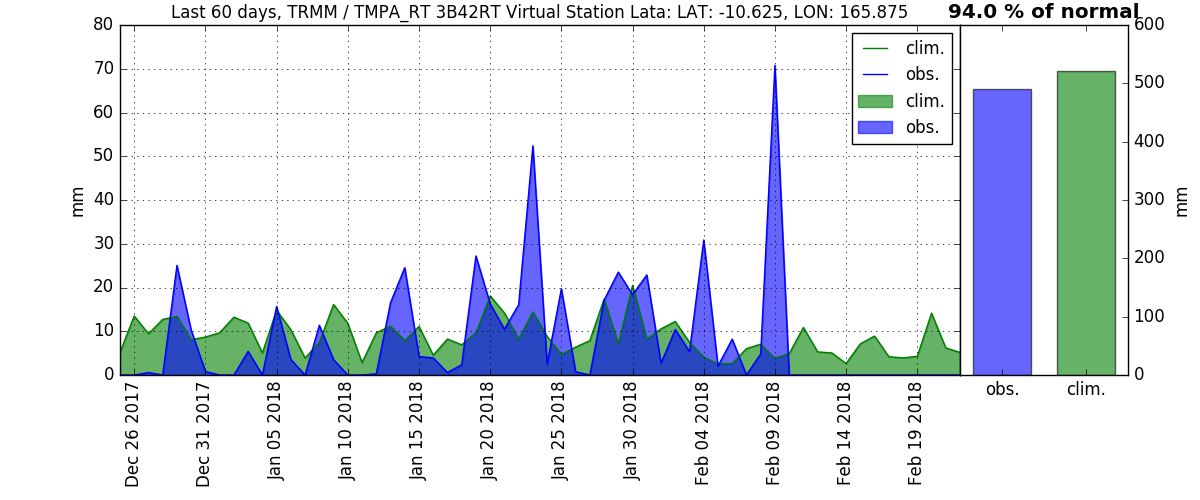 Last 60 days, TRMM / TMPA_RT 3B42RT Virtual Station Lata: LAT: -10.625, LON: 165.875
94.0 % of normal
80
70
60
50
40
30
20
10
0
mm
clim.
obs.
clim.
obs.
600
500
400
300
200
100
0
mm
Dec 26 2017
Dec 31 2017
Jan 05 2018
Jan 10 2018
Jan 15 2018
Jan 20 2018
Jan 25 2018
Jan 30 2018
Feb 04 2018
Feb 09 2018
Feb 14 2018
Feb 19 2018
obs.
clim.